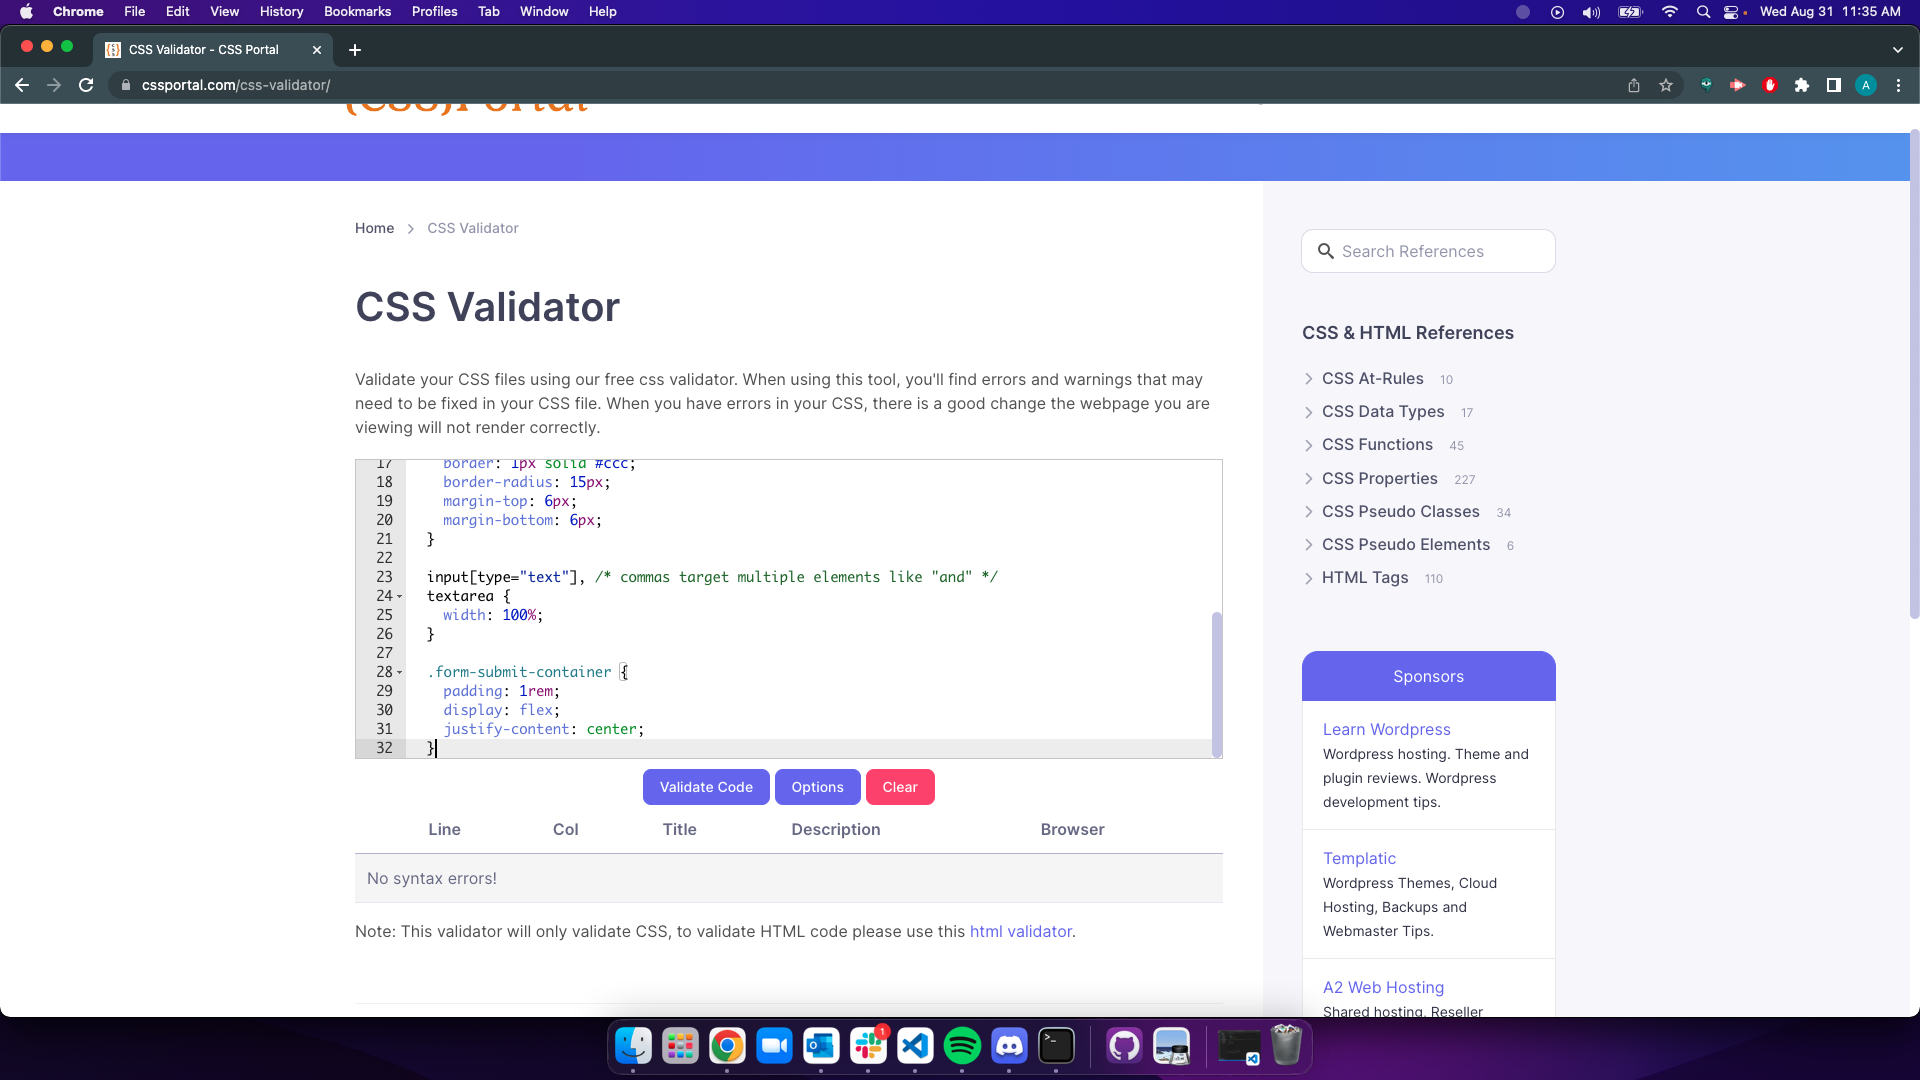 Chrome File Edit View History Bookmarks Profiles Tab Window Help Wed Aug 31 11:35 AM
CSS Validator - CSS Portal
cssportal.com/css-validator/
A
Home CSS Validator
CSS Validator
Validate your CSS files using our free css validator. When using this tool, you'll find errors and warnings that may
need to be fixed in your CSS file. When you have errors in your CSS, there is a good change the webpage you are
viewing will not render correctly.
17 border: 1px solid #ccc;
18 border-radius: 15px;
19 margin-top: 6px;
20 margin-bottom: 6px;
21 }
22
23 input[type="text"], /* commas target multiple elements like "and" */
24 textarea {
25 width: 100%;
26 }
27
28 .form-submit-container {
29 padding: 1rem;
30 display: flex;
31 justify-content: center;
32 }
Validate Code Options Clear
Line Col Title Description Browser
No syntax errors!
Note: This validator will only validate CSS, to validate HTML code please use this html validator.
Search References
CSS & HTML References
CSS At-Rules 10
CSS Data Types 17
CSS Functions 45
CSS Properties 227
CSS Pseudo Classes 34
CSS Pseudo Elements 6
HTML Tags 110
Sponsors
Learn Wordpress
Wordpress hosting. Theme and
plugin reviews. Wordpress
development tips.
Templatic
Wordpress Themes, Cloud
Hosting, Backups and
Webmaster Tips.
A2 Web Hosting
Shared hosting, Reseller
1